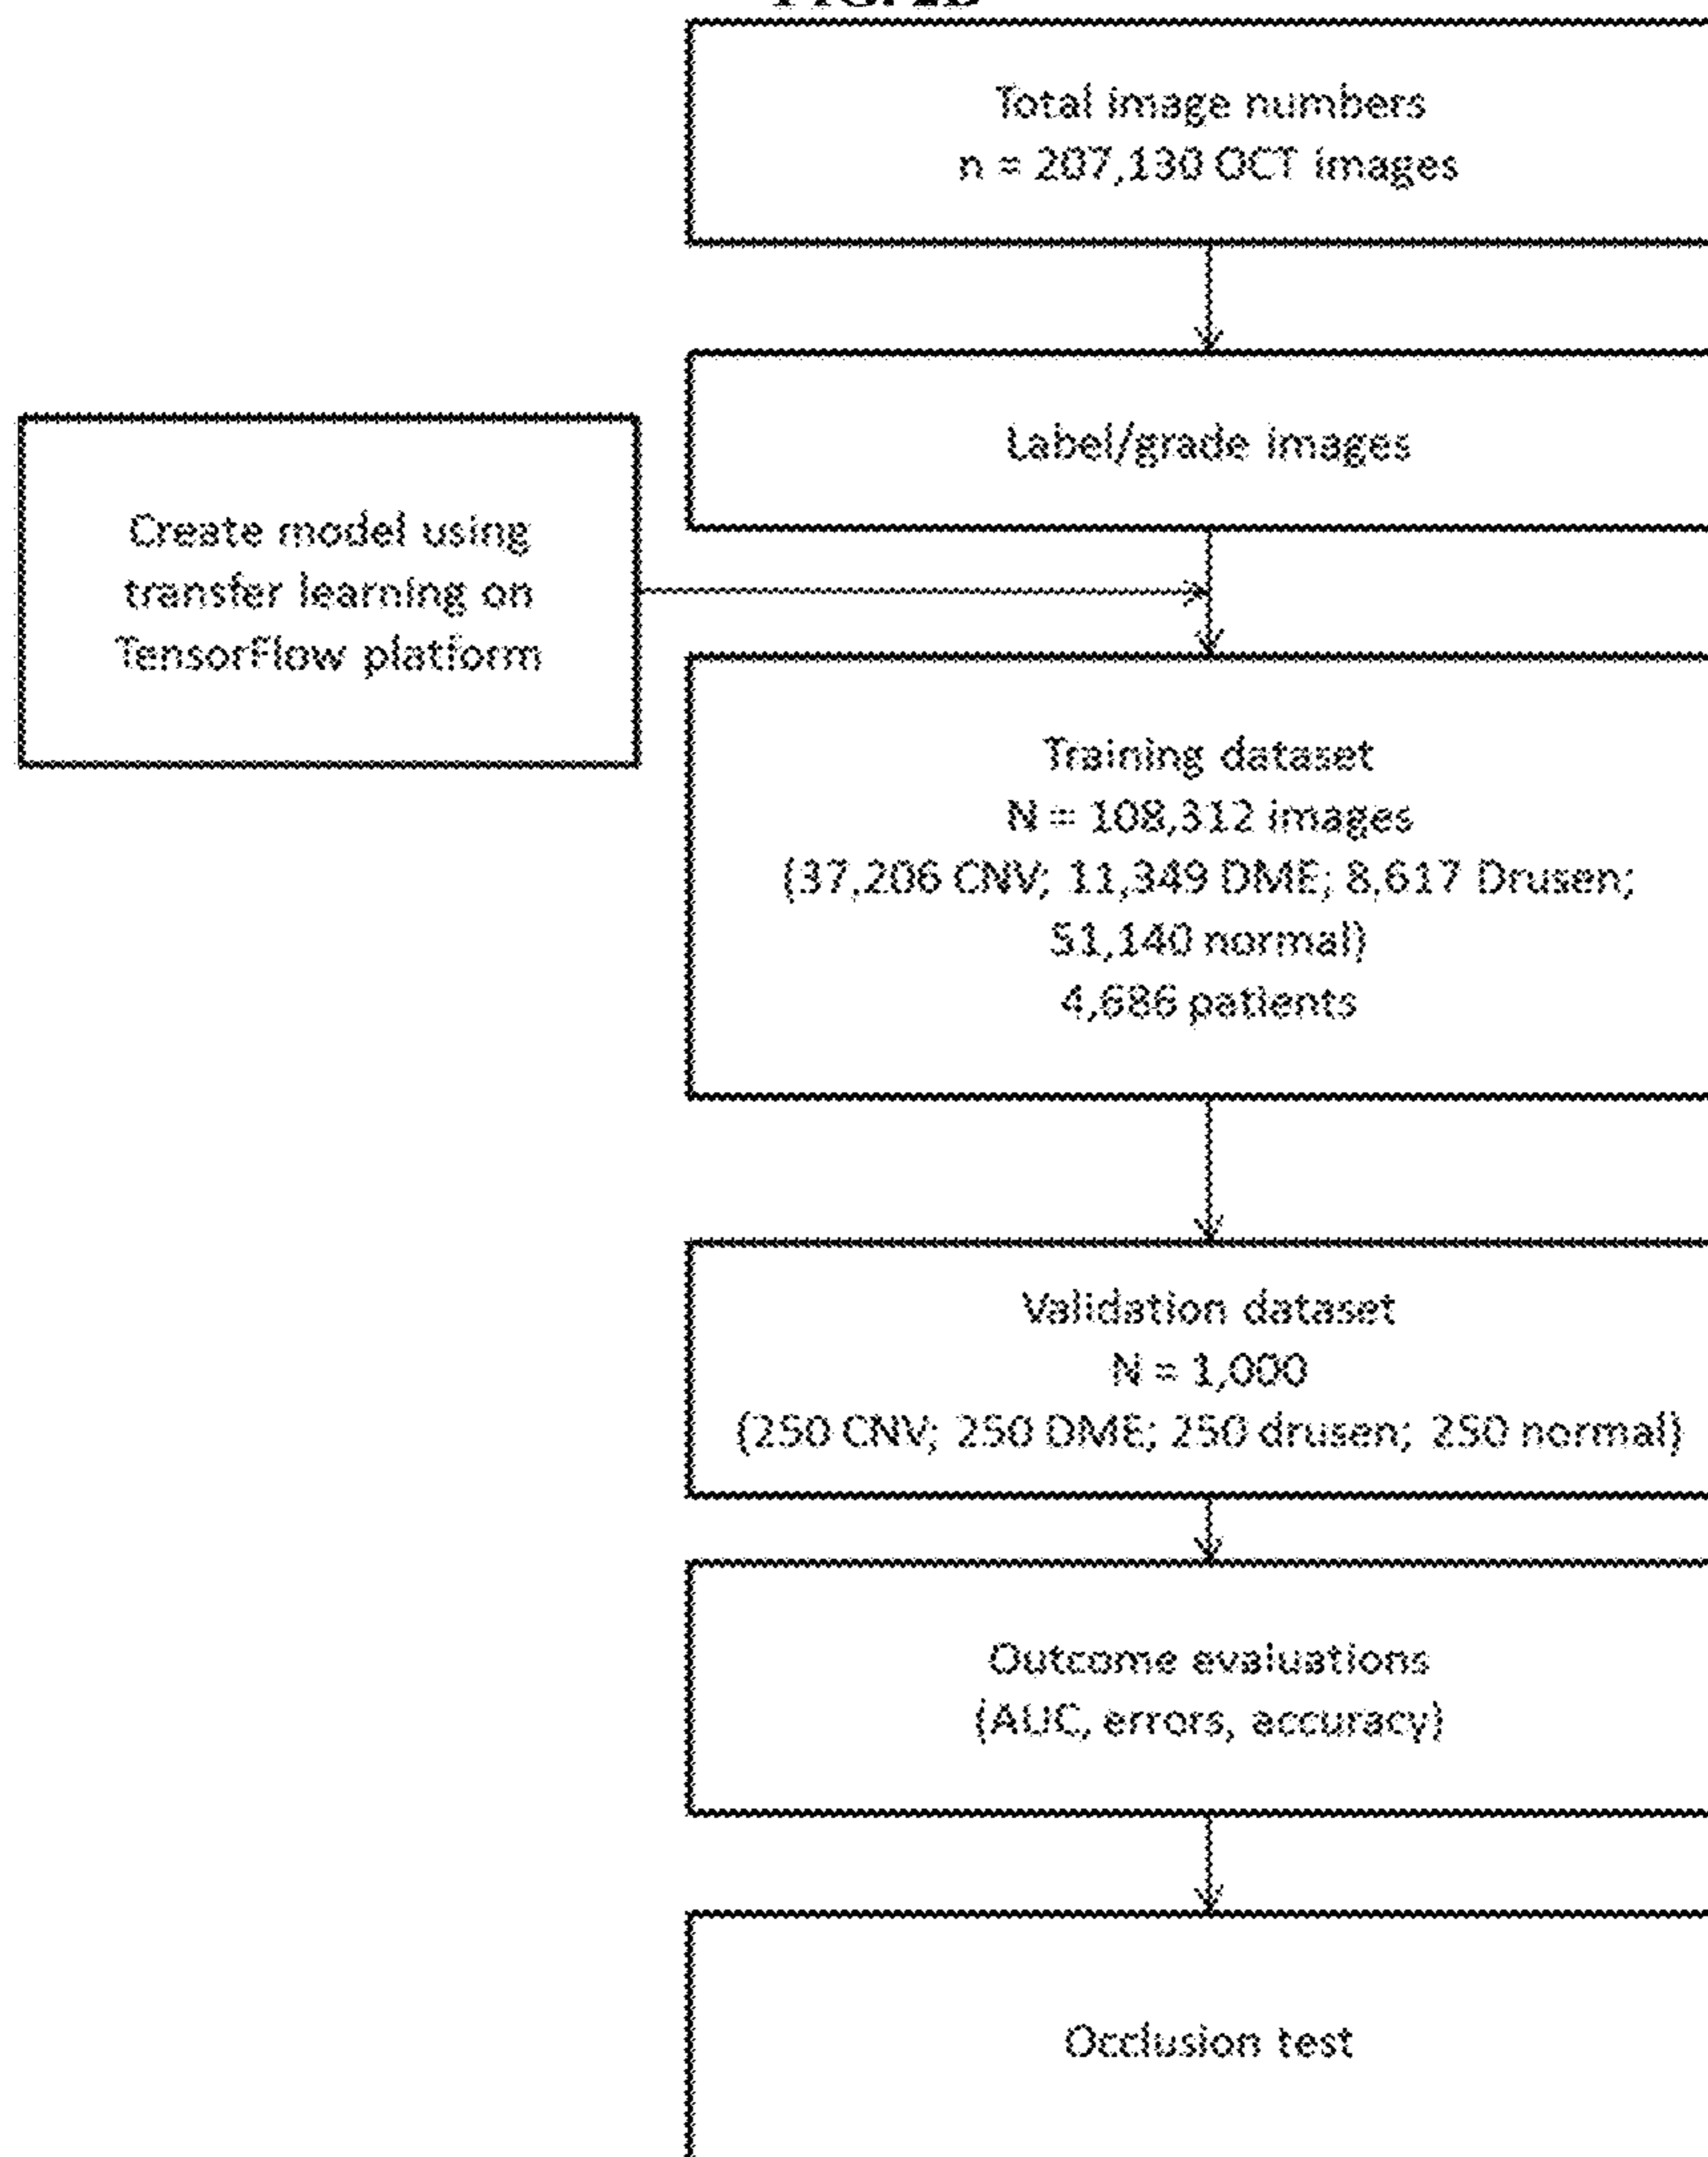 Total image numbers
n = 207,130 OCT images
Label/grade images
Create model using
transfer learning on
TensorFlow platform
Training dataset
N = 108,312 images
(37,206 CNV; 11,349 DME; 8,617 Drusen;
51,140 normal)
4,686 patients
Validation dataset
N = 1,000
(250 CNV; 250 DME; 250 drusen; 250 normal)
Outcome evaluations
(AUC, errors, accuracy)
Occlusion test